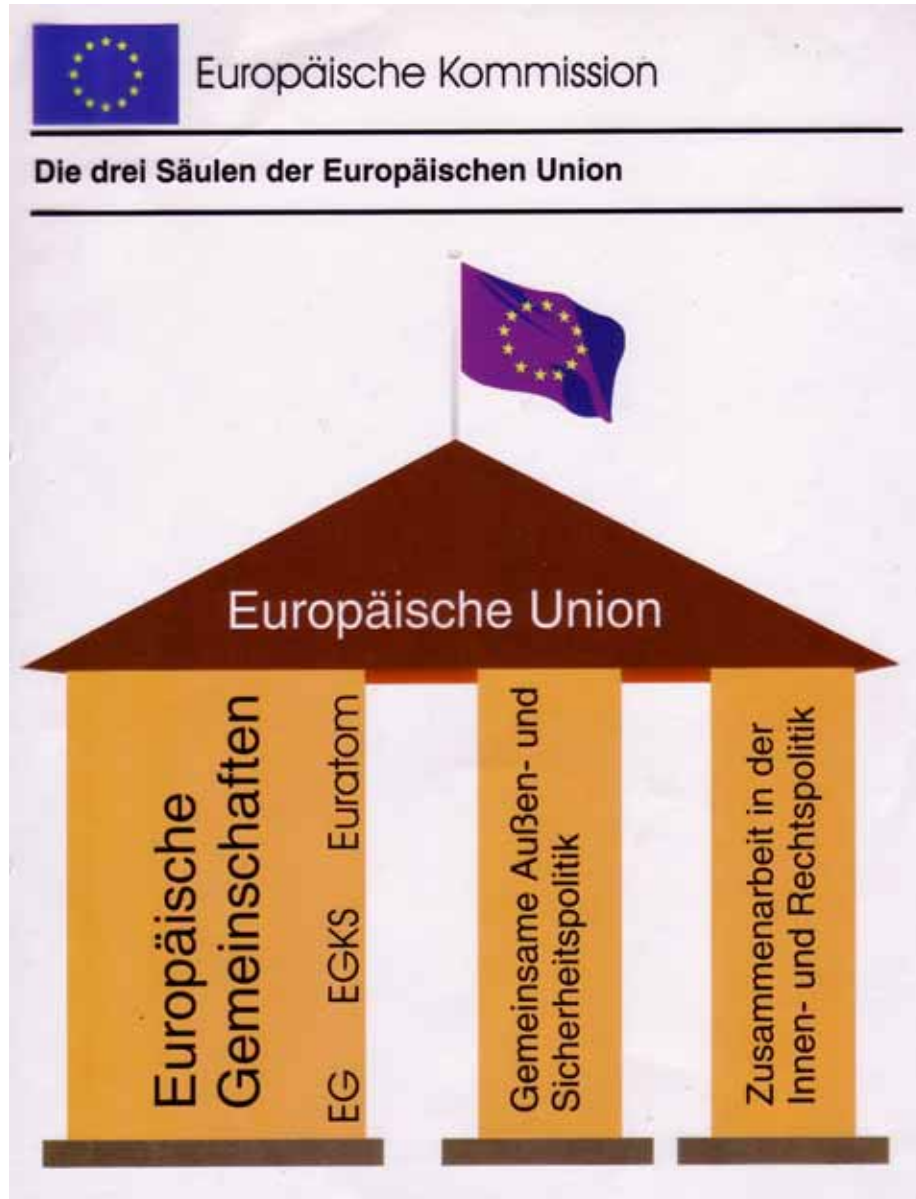 Europäische Kommission
Die drei Säulen der Europäischen Union
Europäische Union
Europäische
Gemeinschaften
EG EGKS Euratom
Gemeinsame Außen- und
Sicherheitspolitik
Zusammenarbeit in der
Innen- und Rechtspolitik